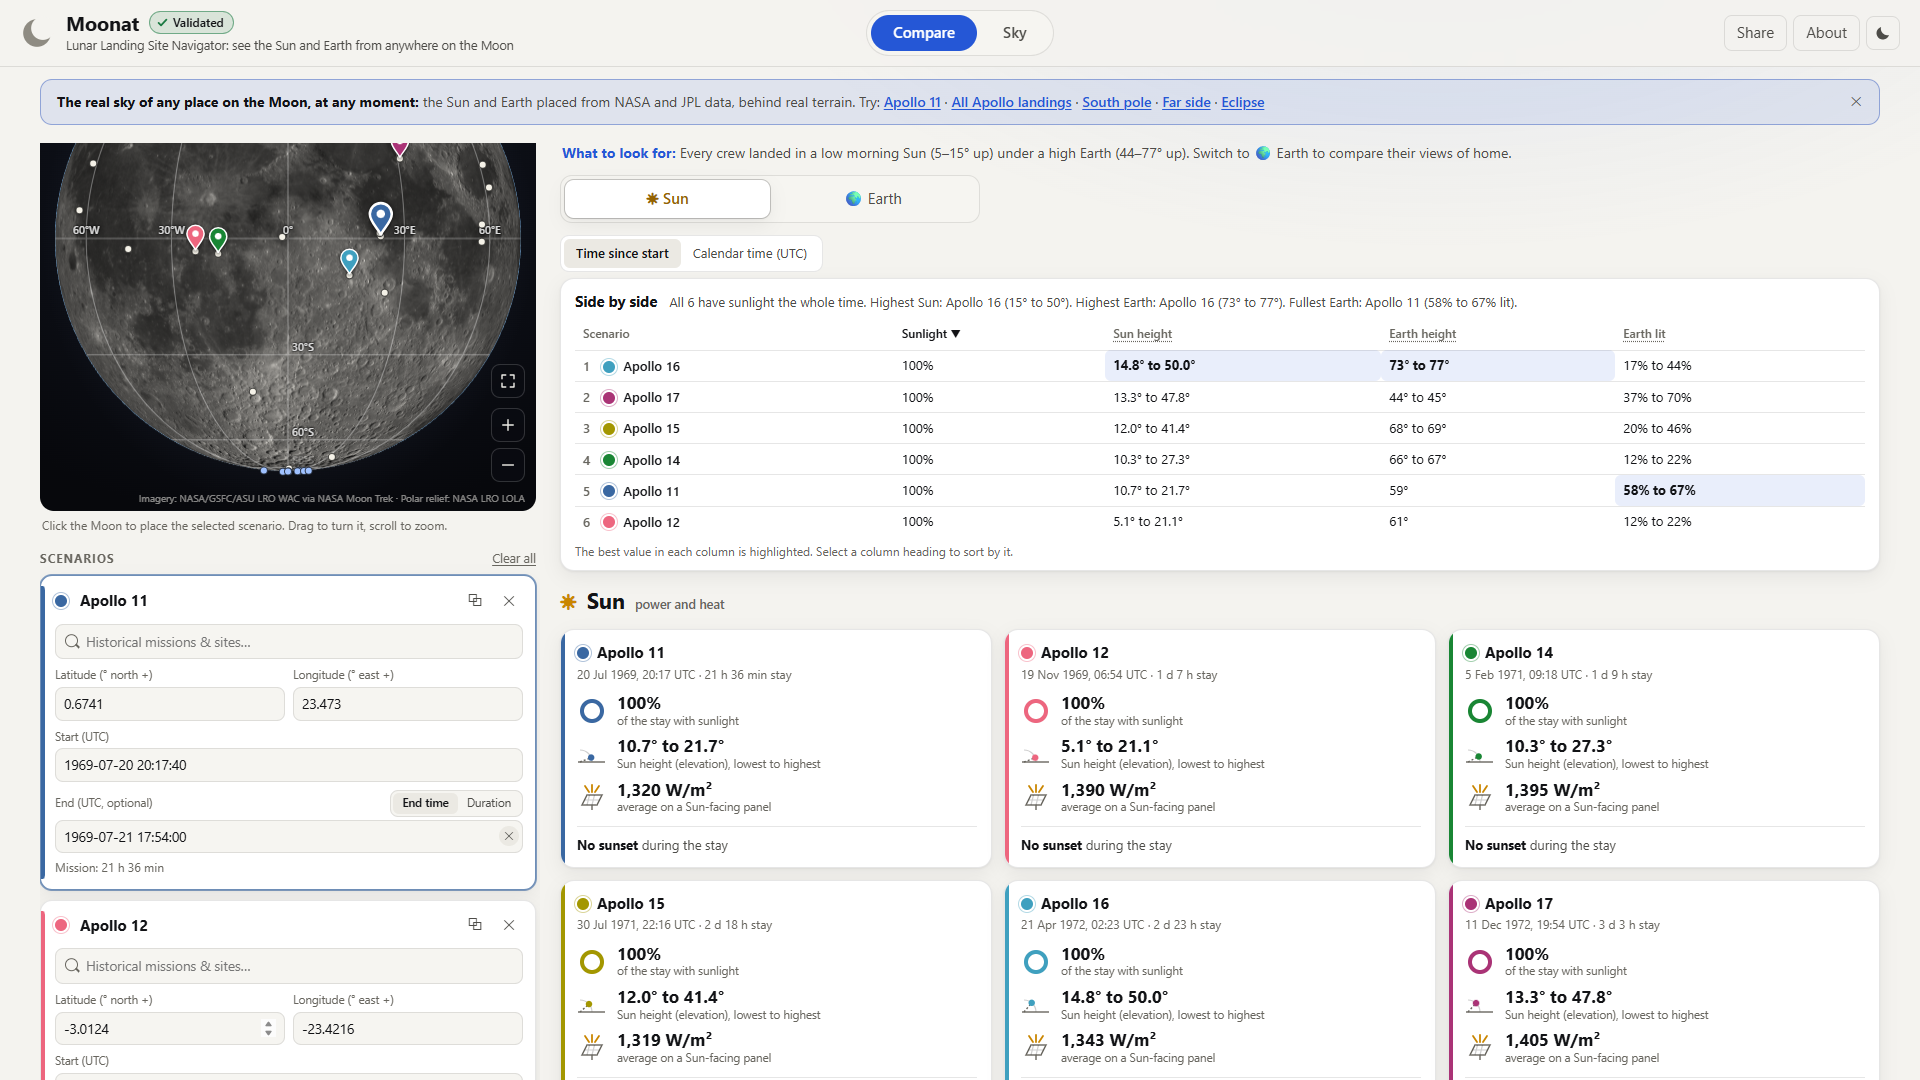 Moonat
Validated
Lunar Landing Site Navigator: see the Sun and Earth from anywhere on the Moon
Compare
Sky
Share
About
The real sky of any place on the Moon, at any moment: the Sun and Earth placed from NASA and JPL data, behind real terrain. Try: Apollo 11 · All Apollo landings · South pole · Far side · Eclipse
60°W
30°W
0°
30°E
60°E
30°S
60°S
Imagery: NASA/GSFC/ASU LRO WAC via NASA Moon Trek · Polar relief: NASA LRO LOLA
Click the Moon to place the selected scenario. Drag to turn it, scroll to zoom.
SCENARIOS
Clear all
Apollo 11
Historical missions & sites...
Latitude (° north +)
Longitude (° east +)
0.6741
23.473
Start (UTC)
1969-07-20 20:17:40
End (UTC, optional)
End time
Duration
1969-07-21 17:54:00
Mission: 21 h 36 min
Apollo 12
Historical missions & sites...
Latitude (° north +)
Longitude (° east +)
-3.0124
-23.4216
Start (UTC)
What to look for: Every crew landed in a low morning Sun (5–15° up) under a high Earth (44–77° up). Switch to Earth to compare their views of home.
Sun
Earth
Time since start
Calendar time (UTC)
Side by side All 6 have sunlight the whole time. Highest Sun: Apollo 16 (15° to 50°). Highest Earth: Apollo 16 (73° to 77°). Fullest Earth: Apollo 11 (58% to 67% lit).
Scenario Sunlight ▼ Sun height Earth height Earth lit
1 Apollo 16 100% 14.8° to 50.0° 73° to 77° 17% to 44%
2 Apollo 17 100% 13.3° to 47.8° 44° to 45° 37% to 70%
3 Apollo 15 100% 12.0° to 41.4° 68° to 69° 20% to 46%
4 Apollo 14 100% 10.3° to 27.3° 66° to 67° 12% to 22%
5 Apollo 11 100% 10.7° to 21.7° 59° 58% to 67%
6 Apollo 12 100% 5.1° to 21.1° 61° 12% to 22%
The best value in each column is highlighted. Select a column heading to sort by it.
Sun power and heat
Apollo 11
20 Jul 1969, 20:17 UTC · 21 h 36 min stay
100%
of the stay with sunlight
10.7° to 21.7°
Sun height (elevation), lowest to highest
1,320 W/m²
average on a Sun-facing panel
No sunset during the stay
Apollo 12
19 Nov 1969, 06:54 UTC · 1 d 7 h stay
100%
of the stay with sunlight
5.1° to 21.1°
Sun height (elevation), lowest to highest
1,390 W/m²
average on a Sun-facing panel
No sunset during the stay
Apollo 14
5 Feb 1971, 09:18 UTC · 1 d 9 h stay
100%
of the stay with sunlight
10.3° to 27.3°
Sun height (elevation), lowest to highest
1,395 W/m²
average on a Sun-facing panel
No sunset during the stay
Apollo 15
30 Jul 1971, 22:16 UTC · 2 d 18 h stay
100%
of the stay with sunlight
12.0° to 41.4°
Sun height (elevation), lowest to highest
1,319 W/m²
average on a Sun-facing panel
Apollo 16
21 Apr 1972, 02:23 UTC · 2 d 23 h stay
100%
of the stay with sunlight
14.8° to 50.0°
Sun height (elevation), lowest to highest
1,343 W/m²
average on a Sun-facing panel
Apollo 17
11 Dec 1972, 19:54 UTC · 3 d 3 h stay
100%
of the stay with sunlight
13.3° to 47.8°
Sun height (elevation), lowest to highest
1,405 W/m²
average on a Sun-facing panel